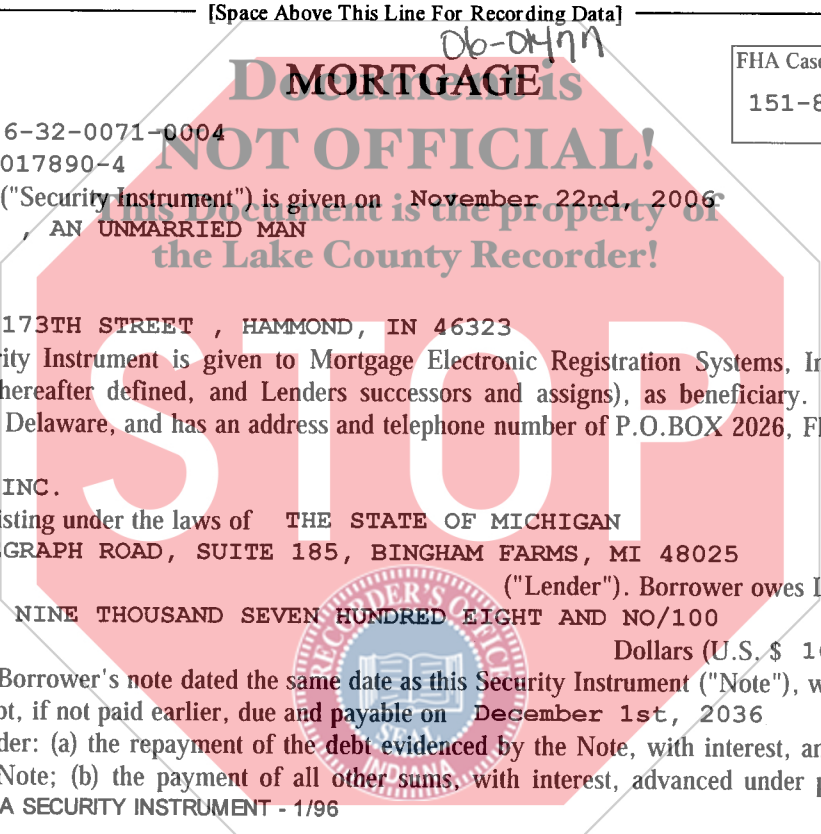 [Space Above This Line For Recording Data]
MORTGAGE
FHA Case
151-8
6-32-0071-0004
017890-4
("Security Instrument") is given on November 22nd, 2006
, AN UNMARRIED MAN
173TH STREET , HAMMOND, IN 46323
rity Instrument is given to Mortgage Electronic Registration Systems, In
hereafter defined, and Lenders successors and assigns), as beneficiary.
Delaware, and has an address and telephone number of P.O.BOX 2026, Fl
INC.
isting under the laws of THE STATE OF MICHIGAN
GRAPH ROAD, SUITE 185, BINGHAM FARMS, MI 48025
("Lender"). Borrower owes L
NINE THOUSAND SEVEN HUNDRED EIGHT AND NO/100
Dollars (U.S. $ 1
Borrower's note dated the same date as this Security Instrument ("Note"), w
bt, if not paid earlier, due and payable on December 1st, 2036
der: (a) the repayment of the debt evidenced by the Note, with interest, an
Note; (b) the payment of all other sums, with interest, advanced under p
A SECURITY INSTRUMENT - 1/96
Document is
NOT OFFICIAL!
This Document is the property of
the Lake County Recorder!
STOP
RECORDER'S OFFICE
SEAL
INDIANA